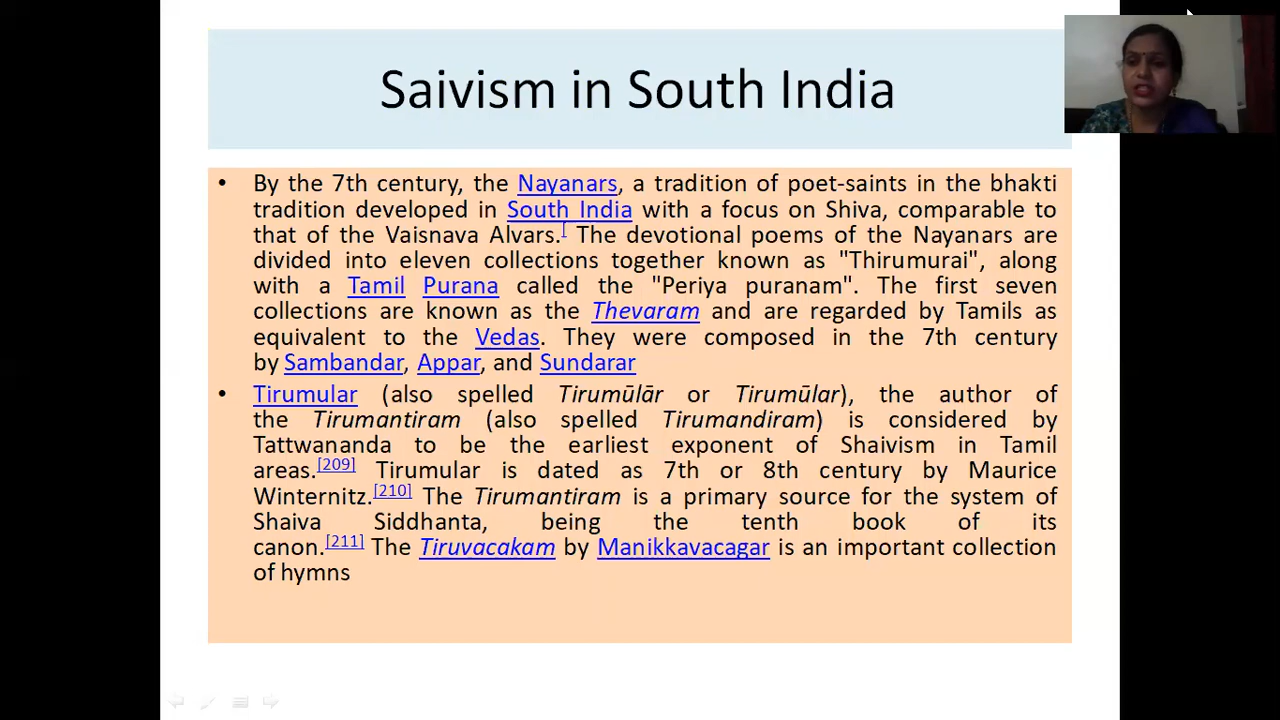 Saivism in South India
• By the 7th century, the Nayanars, a tradition of poet-saints in the bhakti
tradition developed in South India with a focus on Shiva, comparable to
that of the Vaisnava Alvars.[ The devotional poems of the Nayanars are
divided into eleven collections together known as "Thirumurai", along
with a Tamil Purana called the "Periya puranam". The first seven
collections are known as the Thevaram and are regarded by Tamils as
equivalent to the Vedas. They were composed in the 7th century
by Sambandar, Appar, and Sundarar
• Tirumular (also spelled Tirumūlār or Tirumūlar), the author of
the Tirumantiram (also spelled Tirumandiram) is considered by
Tattwananda to be the earliest exponent of Shaivism in Tamil
areas.[209] Tirumular is dated as 7th or 8th century by Maurice
Winternitz.[210] The Tirumantiram is a primary source for the system of
Shaiva Siddhanta, being the tenth book of its
canon.[211] The Tiruvacakam by Manikkavacagar is an important collection
of hymns